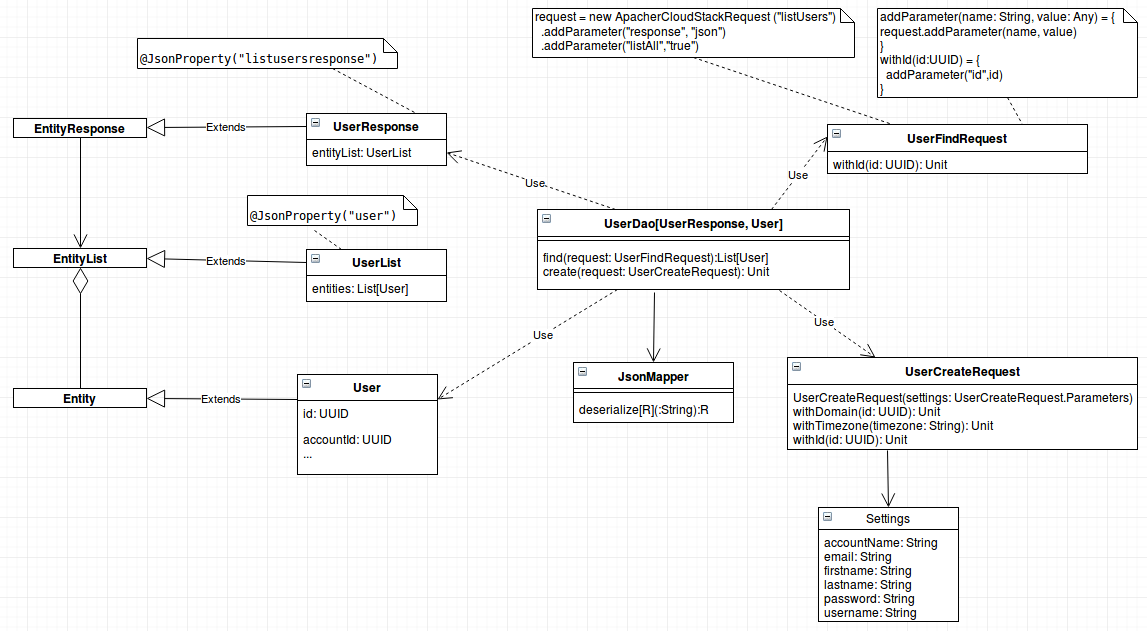 request = new ApacherCloudStackRequest ("listUsers")
.addParameter("response", "json")
.addParameter("listAll","true")
addParameter(name: String, value: Any) = {
request.addParameter(name, value)
}
withId(id:UUID) = {
addParameter("id",id)
}
@JsonProperty("listusersresponse")
EntityResponse
Extends
UserResponse
entityList: UserList
UserFindRequest
withId(id: UUID): Unit
Use
Use
@JsonProperty("user")
UserDao[UserResponse, User]
find(request: UserFindRequest):List[User]
create(request: UserCreateRequest): Unit
EntityList
Extends
UserList
entities: List[User]
Use
Use
JsonMapper
deserialize[R](:String):R
UserCreateRequest
UserCreateRequest(settings: UserCreateRequest.Parameters)
withDomain(id: UUID): Unit
withTimezone(timezone: String): Unit
withId(id: UUID): Unit
Entity
Extends
User
id: UUID
accountId: UUID
...
Settings
accountName: String
email: String
firstname: String
lastname: String
password: String
username: String